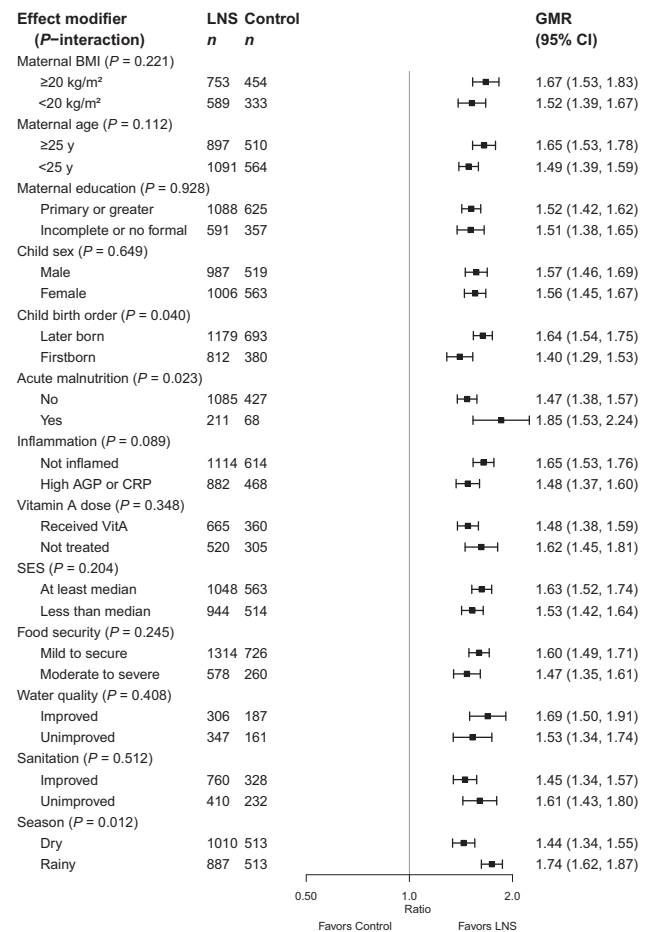 Effect modifier LNS Control GMR
(P−interaction) n n (95% CI)
Maternal BMI (P = 0.221)
≥20 kg/m² 753 454 1.67 (1.53, 1.83)
<20 kg/m² 589 333 1.52 (1.39, 1.67)
Maternal age (P = 0.112)
≥25 y 897 510 1.65 (1.53, 1.78)
<25 y 1091 564 1.49 (1.39, 1.59)
Maternal education (P = 0.928)
Primary or greater 1088 625 1.52 (1.42, 1.62)
Incomplete or no formal 591 357 1.51 (1.38, 1.65)
Child sex (P = 0.649)
Male 987 519 1.57 (1.46, 1.69)
Female 1006 563 1.56 (1.45, 1.67)
Child birth order (P = 0.040)
Later born 1179 693 1.64 (1.54, 1.75)
Firstborn 812 380 1.40 (1.29, 1.53)
Acute malnutrition (P = 0.023)
No 1085 427 1.47 (1.38, 1.57)
Yes 211 68 1.85 (1.53, 2.24)
Inflammation (P = 0.089)
Not inflamed 1114 614 1.65 (1.53, 1.76)
High AGP or CRP 882 468 1.48 (1.37, 1.60)
Vitamin A dose (P = 0.348)
Received VitA 665 360 1.48 (1.38, 1.59)
Not treated 520 305 1.62 (1.45, 1.81)
SES (P = 0.204)
At least median 1048 563 1.63 (1.52, 1.74)
Less than median 944 514 1.53 (1.42, 1.64)
Food security (P = 0.245)
Mild to secure 1314 726 1.60 (1.49, 1.71)
Moderate to severe 578 260 1.47 (1.35, 1.61)
Water quality (P = 0.408)
Improved 306 187 1.69 (1.50, 1.91)
Unimproved 347 161 1.53 (1.34, 1.74)
Sanitation (P = 0.512)
Improved 760 328 1.45 (1.34, 1.57)
Unimproved 410 232 1.61 (1.43, 1.80)
Season (P = 0.012)
Dry 1010 513 1.44 (1.34, 1.55)
Rainy 887 513 1.74 (1.62, 1.87)
0.50 1.0 2.0
Ratio
Favors Control Favors LNS